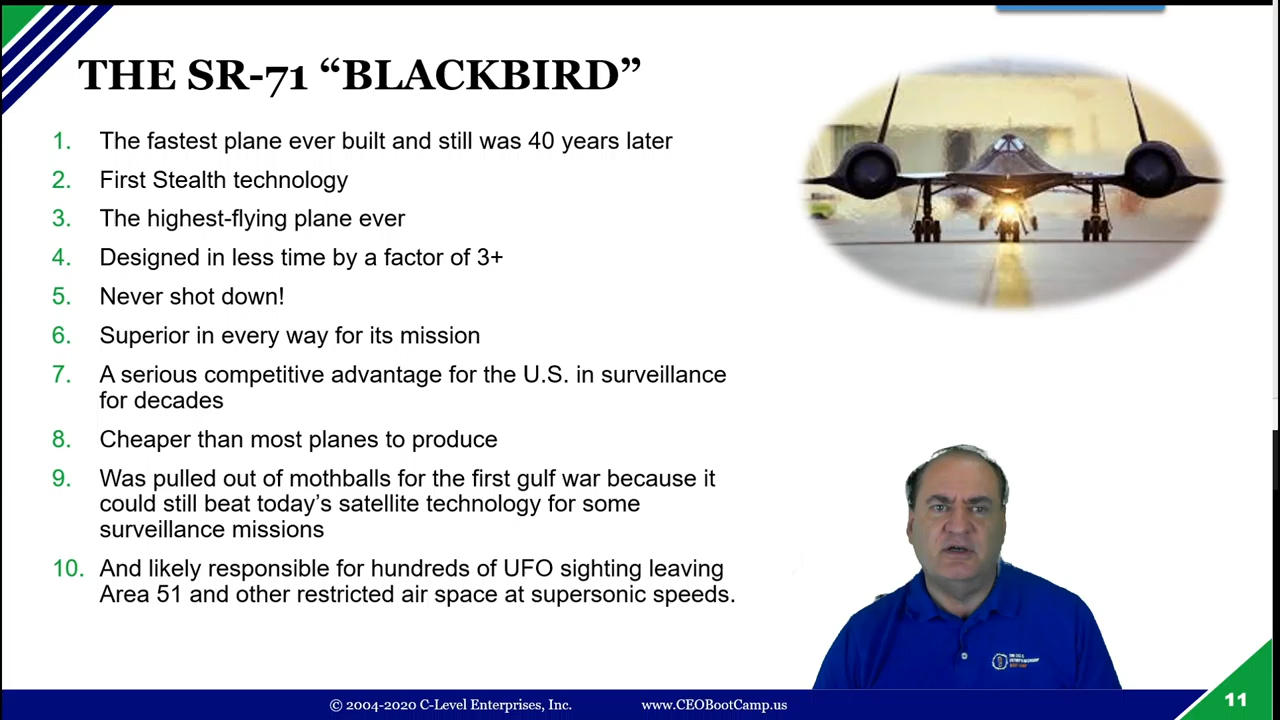 THE SR-71 “BLACKBIRD”
1. The fastest plane ever built and still was 40 years later
2. First Stealth technology
3. The highest-flying plane ever
4. Designed in less time by a factor of 3+
5. Never shot down!
6. Superior in every way for its mission
7. A serious competitive advantage for the U.S. in surveillance
for decades
8. Cheaper than most planes to produce
9. Was pulled out of mothballs for the first gulf war because it
could still beat today’s satellite technology for some
surveillance missions
10. And likely responsible for hundreds of UFO sighting leaving
Area 51 and other restricted air space at supersonic speeds.
© 2004-2020 C-Level Enterprises, Inc. www.CEOBootCamp.us
11